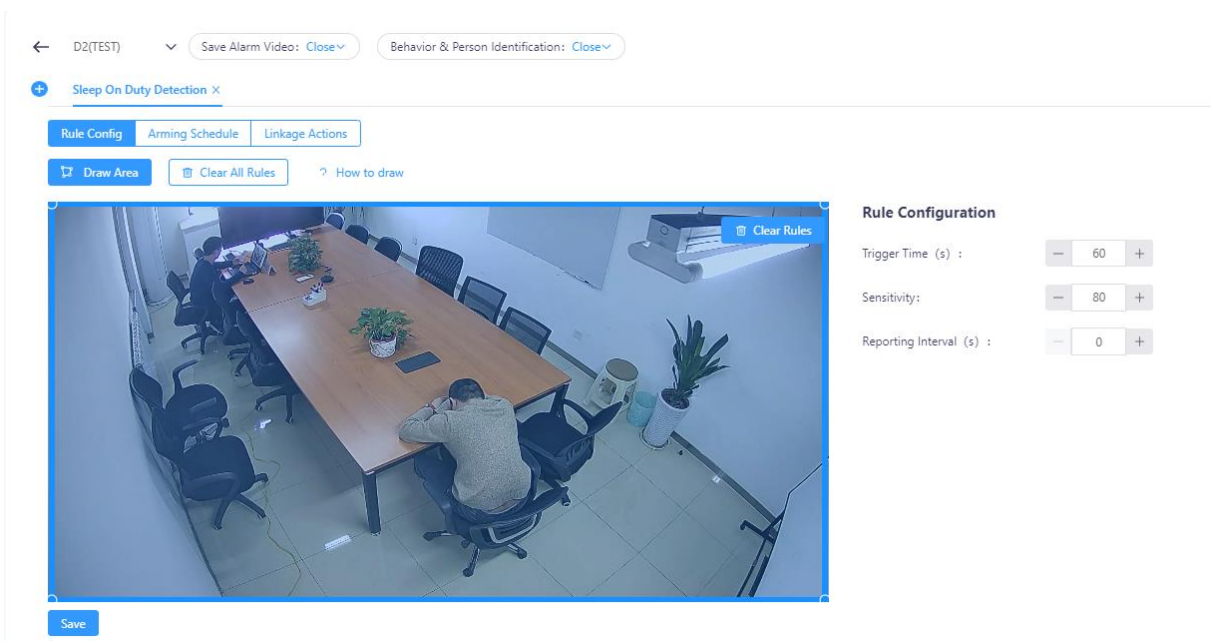 D2(TEST) Save Alarm Video: Close Behavior & Person Identification: Close
Sleep On Duty Detection ×
Rule Config Arming Schedule Linkage Actions
Draw Area Clear All Rules ? How to draw
Clear Rules
Rule Configuration
Trigger Time (s) : — 60 +
Sensitivity: — 80 +
Reporting Interval (s) : — 0 +
Save